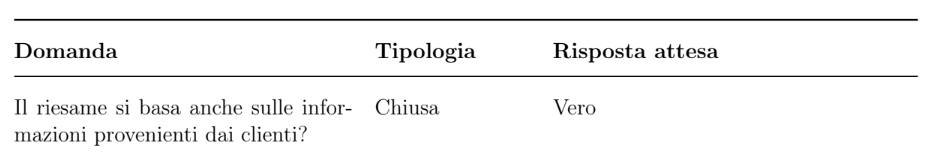 Domanda Tipologia Risposta attesa
Il riesame si basa anche sulle infor- Chiusa Vero
mazioni provenienti dai clienti?